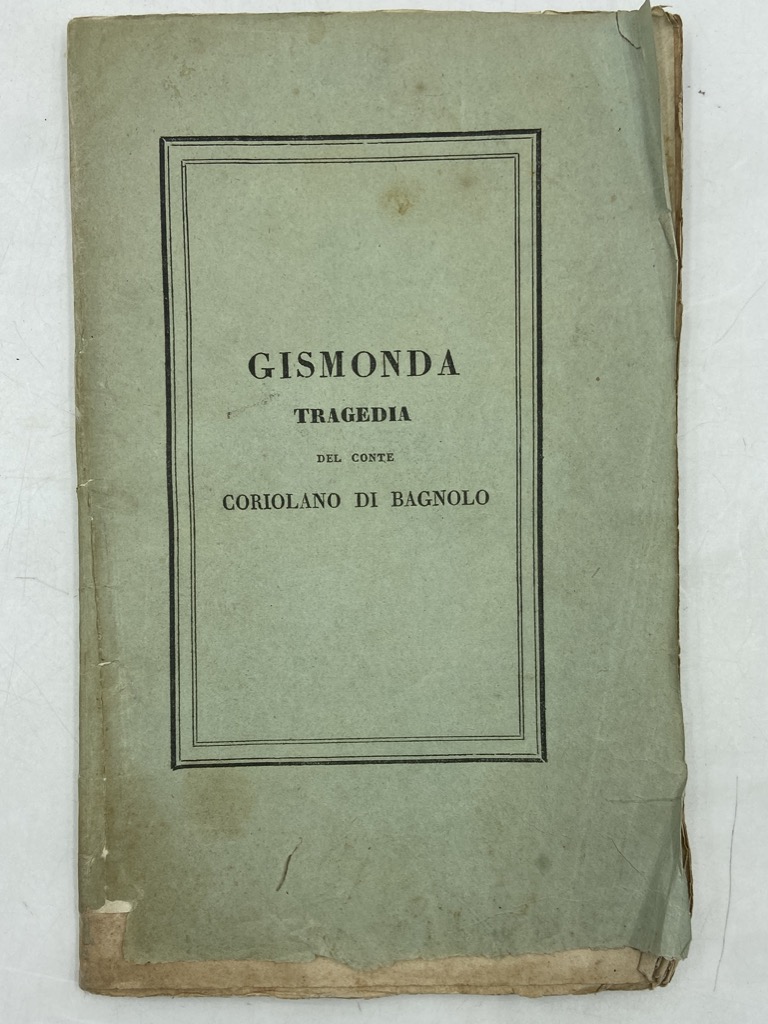 GISMONDA
TRAGEDIA
DEL CONTE
CORIOLANO DI BAGNOLO